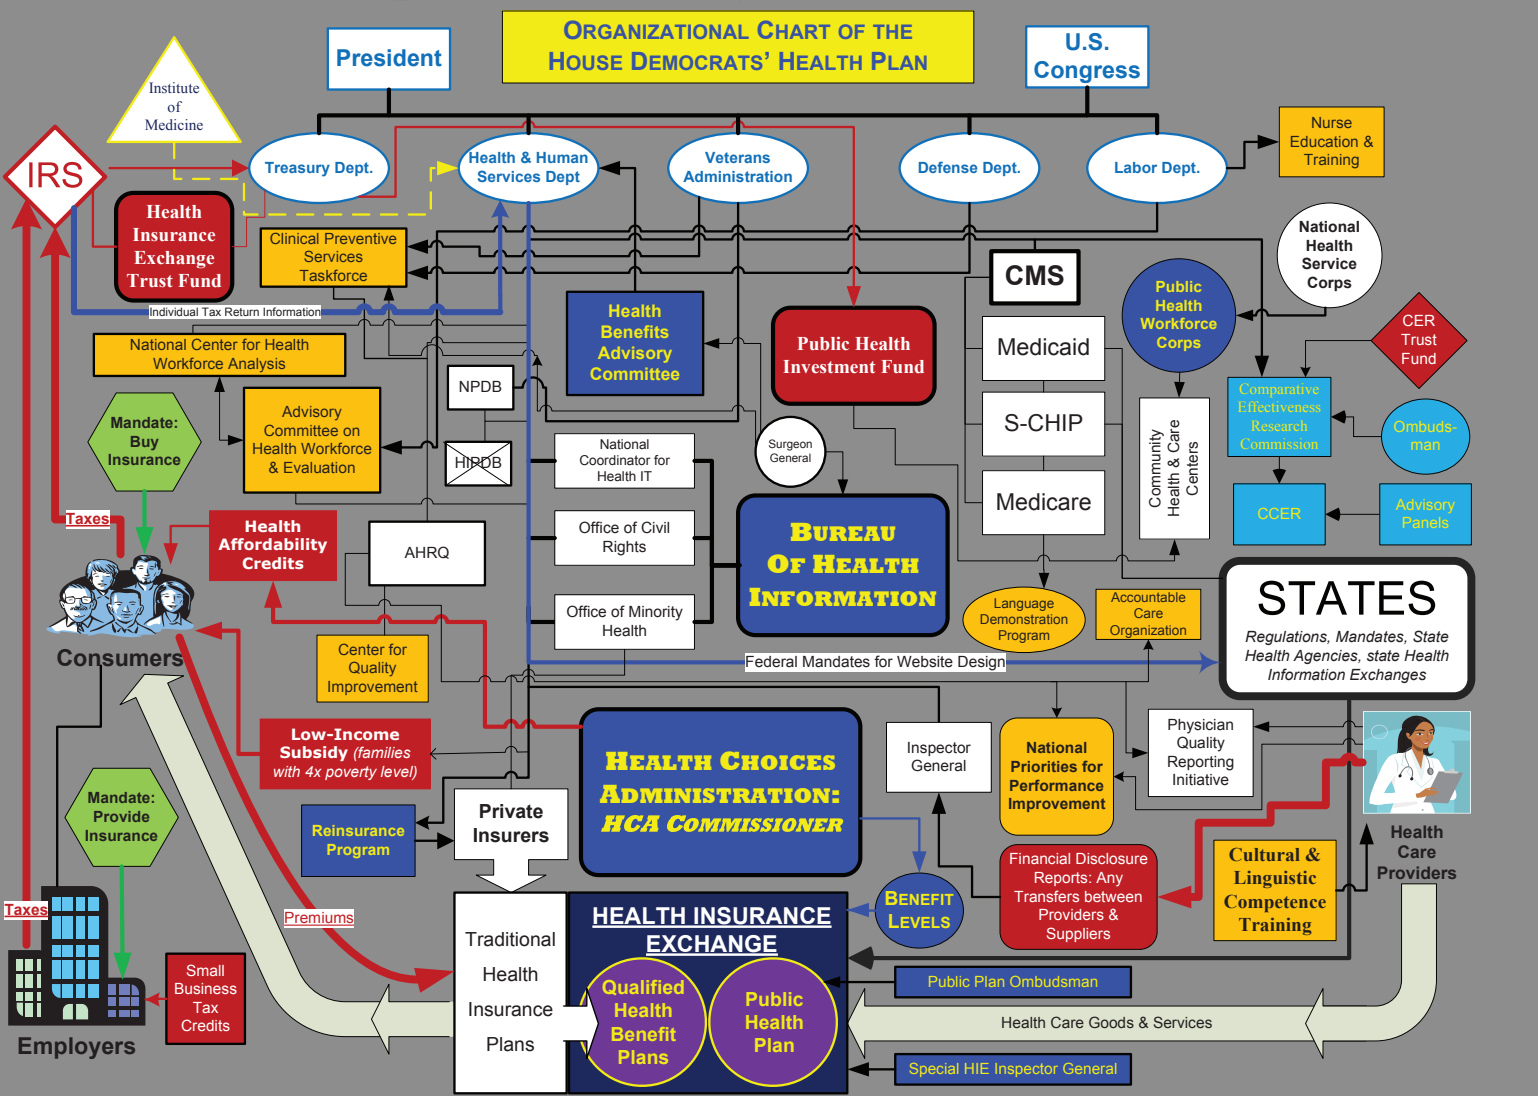 ORGANIZATIONAL CHART OF THE
HOUSE DEMOCRATS' HEALTH PLAN
President
U.S.
Congress
Institute
of
Medicine
IRS
Treasury Dept.
Health & Human
Services Dept
Veterans
Administration
Defense Dept.
Labor Dept.
Nurse
Education &
Training
Health
Insurance
Exchange
Trust Fund
Clinical Preventive
Services
Taskforce
CMS
National
Health
Service
Corps
Public
Health
Workforce
Corps
Individual Tax Return Information
Health
Benefits
Advisory
Committee
Public Health
Investment Fund
Medicaid
CER
Trust
Fund
National Center for Health
Workforce Analysis
NPDB
Comparative
Effectiveness
Research
Commission
Ombuds-
man
Mandate:
Buy
Insurance
Advisory
Committee on
Health Workforce
& Evaluation
S-CHIP
HIPDB
National
Coordinator for
Health IT
Surgeon
General
Community
Health & Care
Centers
Medicare
CCER
Advisory
Panels
Taxes
Health
Affordability
Credits
AHRQ
Office of Civil
Rights
BUREAU
OF HEALTH
INFORMATION
Office of Minority
Health
Language
Demonstration
Program
Accountable
Care
Organization
STATES
Regulations, Mandates, State
Health Agencies, state Health
Information Exchanges
Consumers
Center for
Quality
Improvement
Federal Mandates for Website Design
Low-Income
Subsidy (families
with 4x poverty level)
HEALTH CHOICES
ADMINISTRATION:
HCA COMMISSIONER
Inspector
General
National
Priorities for
Performance
Improvement
Physician
Quality
Reporting
Initiative
Health
Care
Providers
Mandate:
Provide
Insurance
Reinsurance
Program
Private
Insurers
Financial Disclosure
Reports: Any
Transfers between
Providers &
Suppliers
Cultural &
Linguistic
Competence
Training
BENEFIT
LEVELS
Taxes
Premiums
Traditional
Health
Insurance
Plans
HEALTH INSURANCE
EXCHANGE
Qualified
Health
Benefit
Plans
Public
Health
Plan
Public Plan Ombudsman
Small
Business
Tax
Credits
Health Care Goods & Services
Employers
Special HIE Inspector General